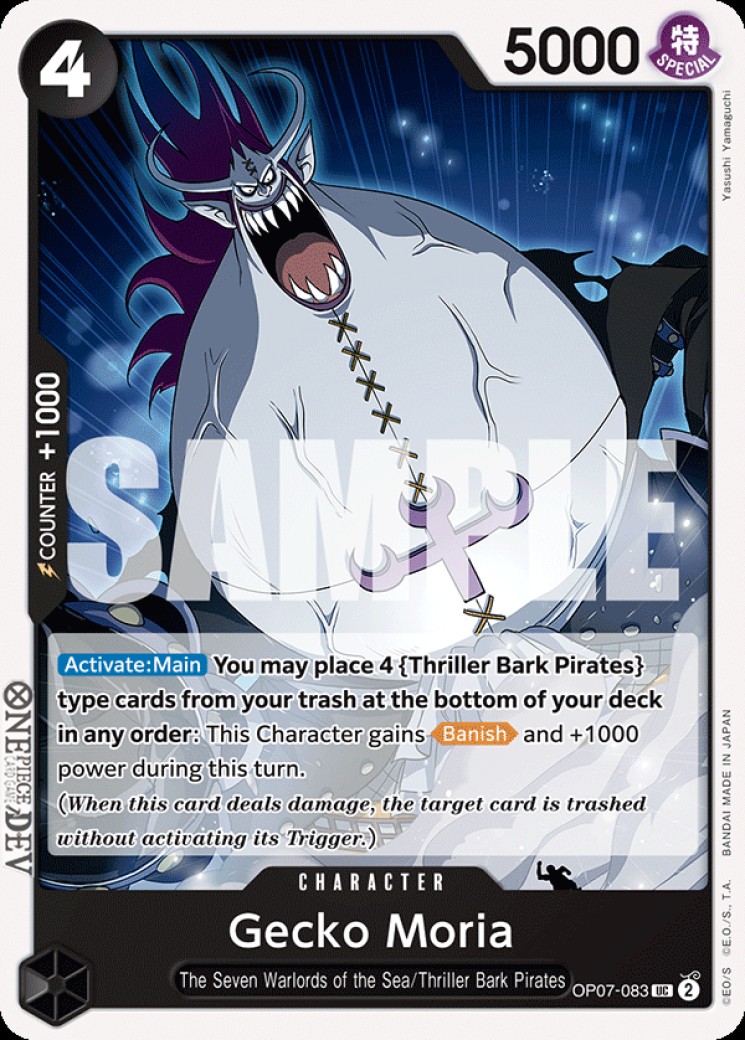 4
5000
特
SPECIAL
Yasushi Yamaguchi
COUNTER +1000
SAMPLE
Activate:Main You may place 4 {Thriller Bark Pirates}
type cards from your trash at the bottom of your deck
in any order: This Character gains Banish and +1000
power during this turn.
(When this card deals damage, the target card is trashed
without activating its Trigger.)
ONE PIECE
CARD GAME
.DEV
BANDAI MADE IN JAPAN
©E.O./S., T.A.
©EO/S
CHARACTER
Gecko Moria
The Seven Warlords of the Sea/Thriller Bark Pirates
OP07-083 UC 2